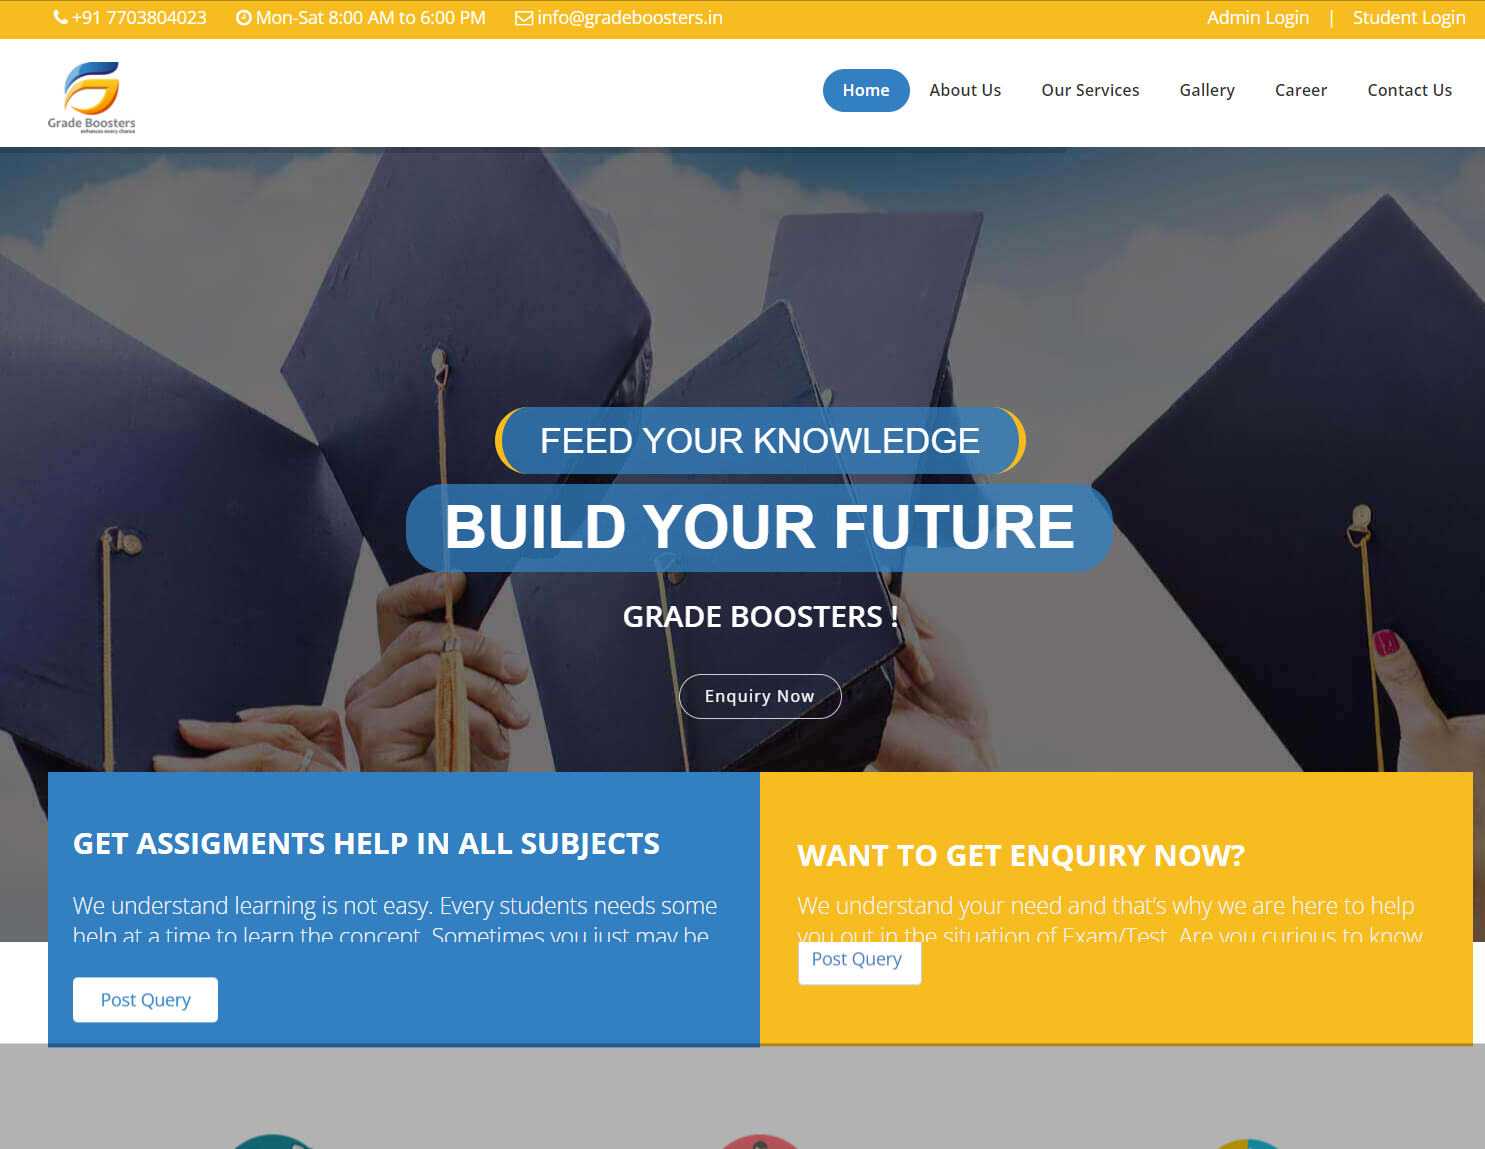 +91 7703804023 Mon-Sat 8:00 AM to 6:00 PM info@gradeboosters.in Admin Login | Student Login
Grade Boosters
enhances every chance
Home About Us Our Services Gallery Career Contact Us
FEED YOUR KNOWLEDGE
BUILD YOUR FUTURE
GRADE BOOSTERS !
Enquiry Now
GET ASSIGMENTS HELP IN ALL SUBJECTS
We understand learning is not easy. Every students needs some
help at a time to learn the concept. Sometimes you just may be
Post Query
WANT TO GET ENQUIRY NOW?
We understand your need and that’s why we are here to help
you out in the situation of Exam/Test. Are you curious to know
Post Query